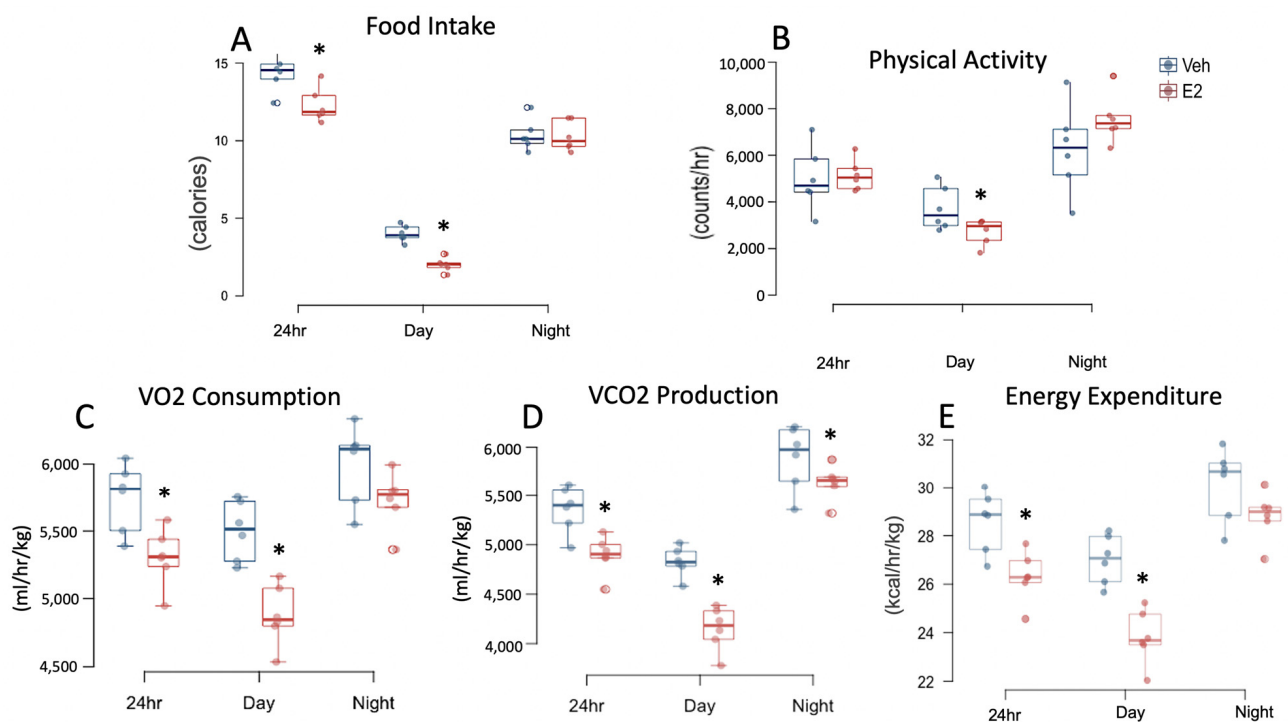 A
Food Intake
*
*
15
10
5
0
(calories)
24hr
Day
Night
B
Physical Activity
Veh
E2
*
10,000
8,000
6,000
4,000
2,000
0
(counts/hr)
24hr
Day
Night
C
VO2 Consumption
*
*
6,000
5,500
5,000
4,500
(ml/hr/kg)
24hr
Day
Night
D
VCO2 Production
*
*
*
6,000
5,500
5,000
4,500
4,000
(ml/hr/kg)
24hr
Day
Night
E
Energy Expenditure
*
*
32
30
28
26
24
22
(kcal/hr/kg)
24hr
Day
Night